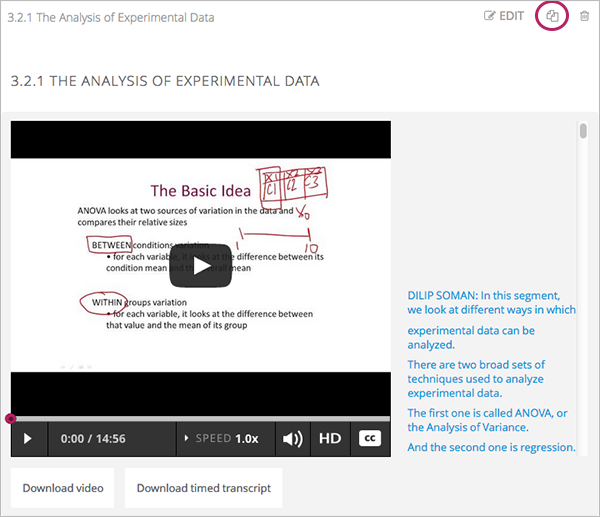 3.2.1 The Analysis of Experimental Data
EDIT
3.2.1 THE ANALYSIS OF EXPERIMENTAL DATA
The Basic Idea
X1 X2 X3
C1 C2 C3
ANOVA looks at two sources of variation in the data and
compares their relative sizes
X0
1 10
BETWEEN conditions variation
• for each variable, it looks at the difference between its
condition mean and the overall mean
WITHIN groups variation
• for each variable, it looks at the difference between
that value and the mean of its group
DILIP SOMAN: In this segment,
we look at different ways in which
experimental data can be
analyzed.
There are two broad sets of
techniques used to analyze
experimental data.
The first one is called ANOVA, or
the Analysis of Variance.
And the second one is regression.
0:00 / 14:56
SPEED 1.0x
HD
CC
Download video
Download timed transcript